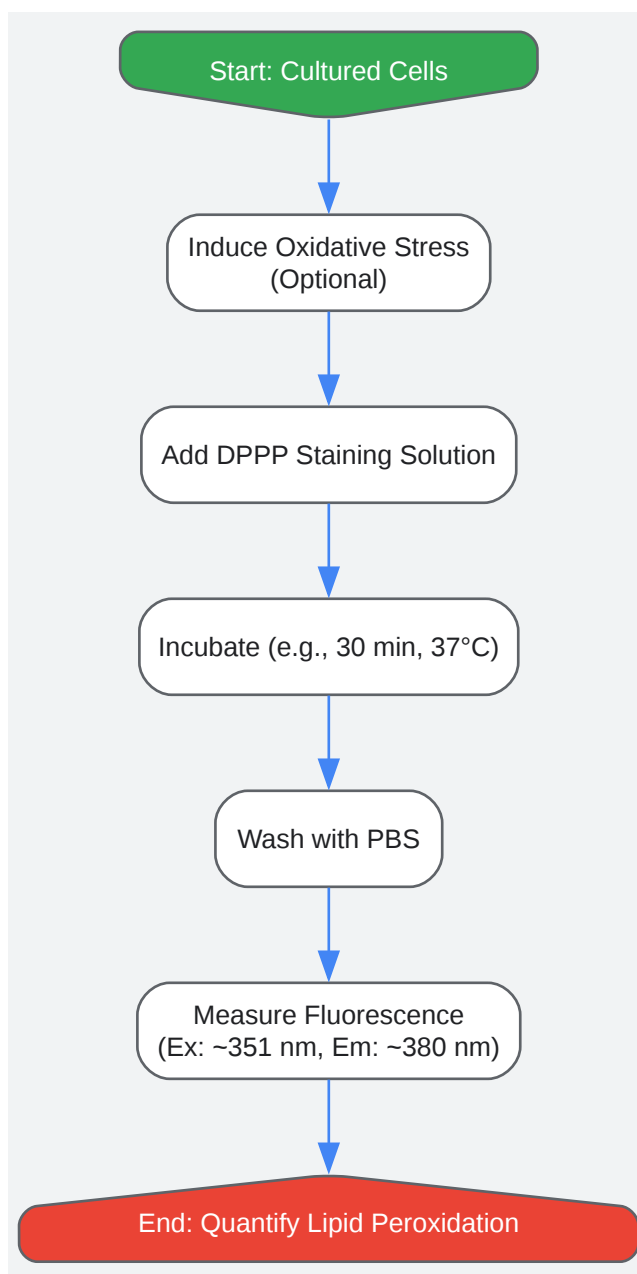 Start: Cultured Cells
Induce Oxidative Stress
(Optional)
Add DPPP Staining Solution
Incubate (e.g., 30 min, 37°C)
Wash with PBS
Measure Fluorescence
(Ex: ~351 nm, Em: ~380 nm)
End: Quantify Lipid Peroxidation